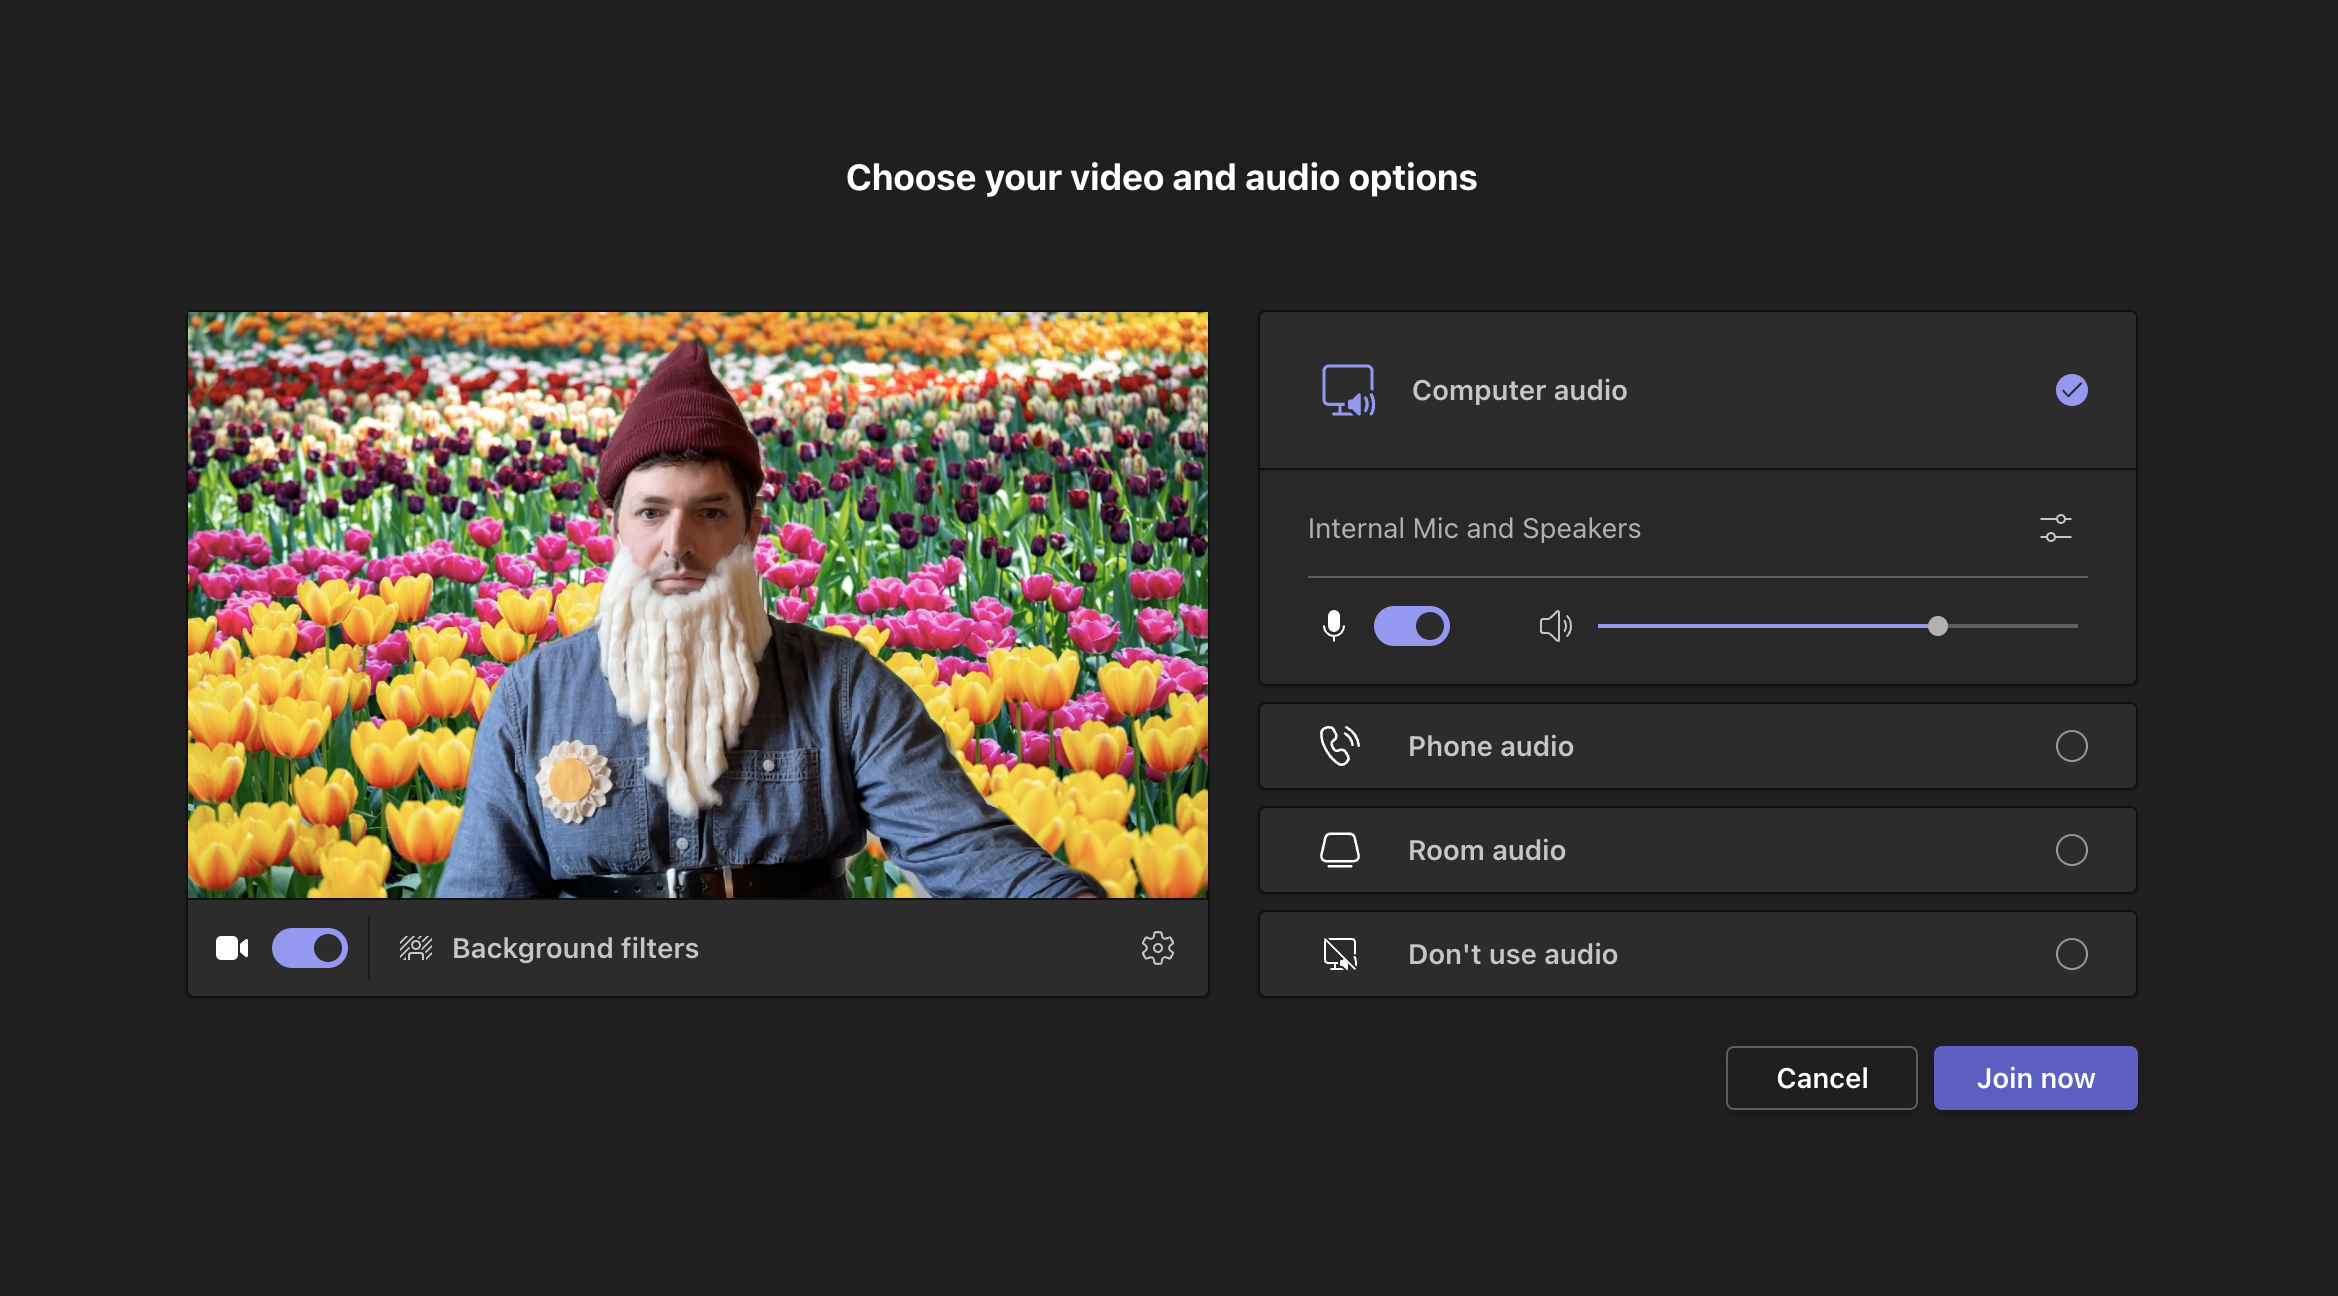 Choose your video and audio options
Computer audio
Internal Mic and Speakers
Phone audio
Room audio
Don't use audio
Background filters
Cancel
Join now